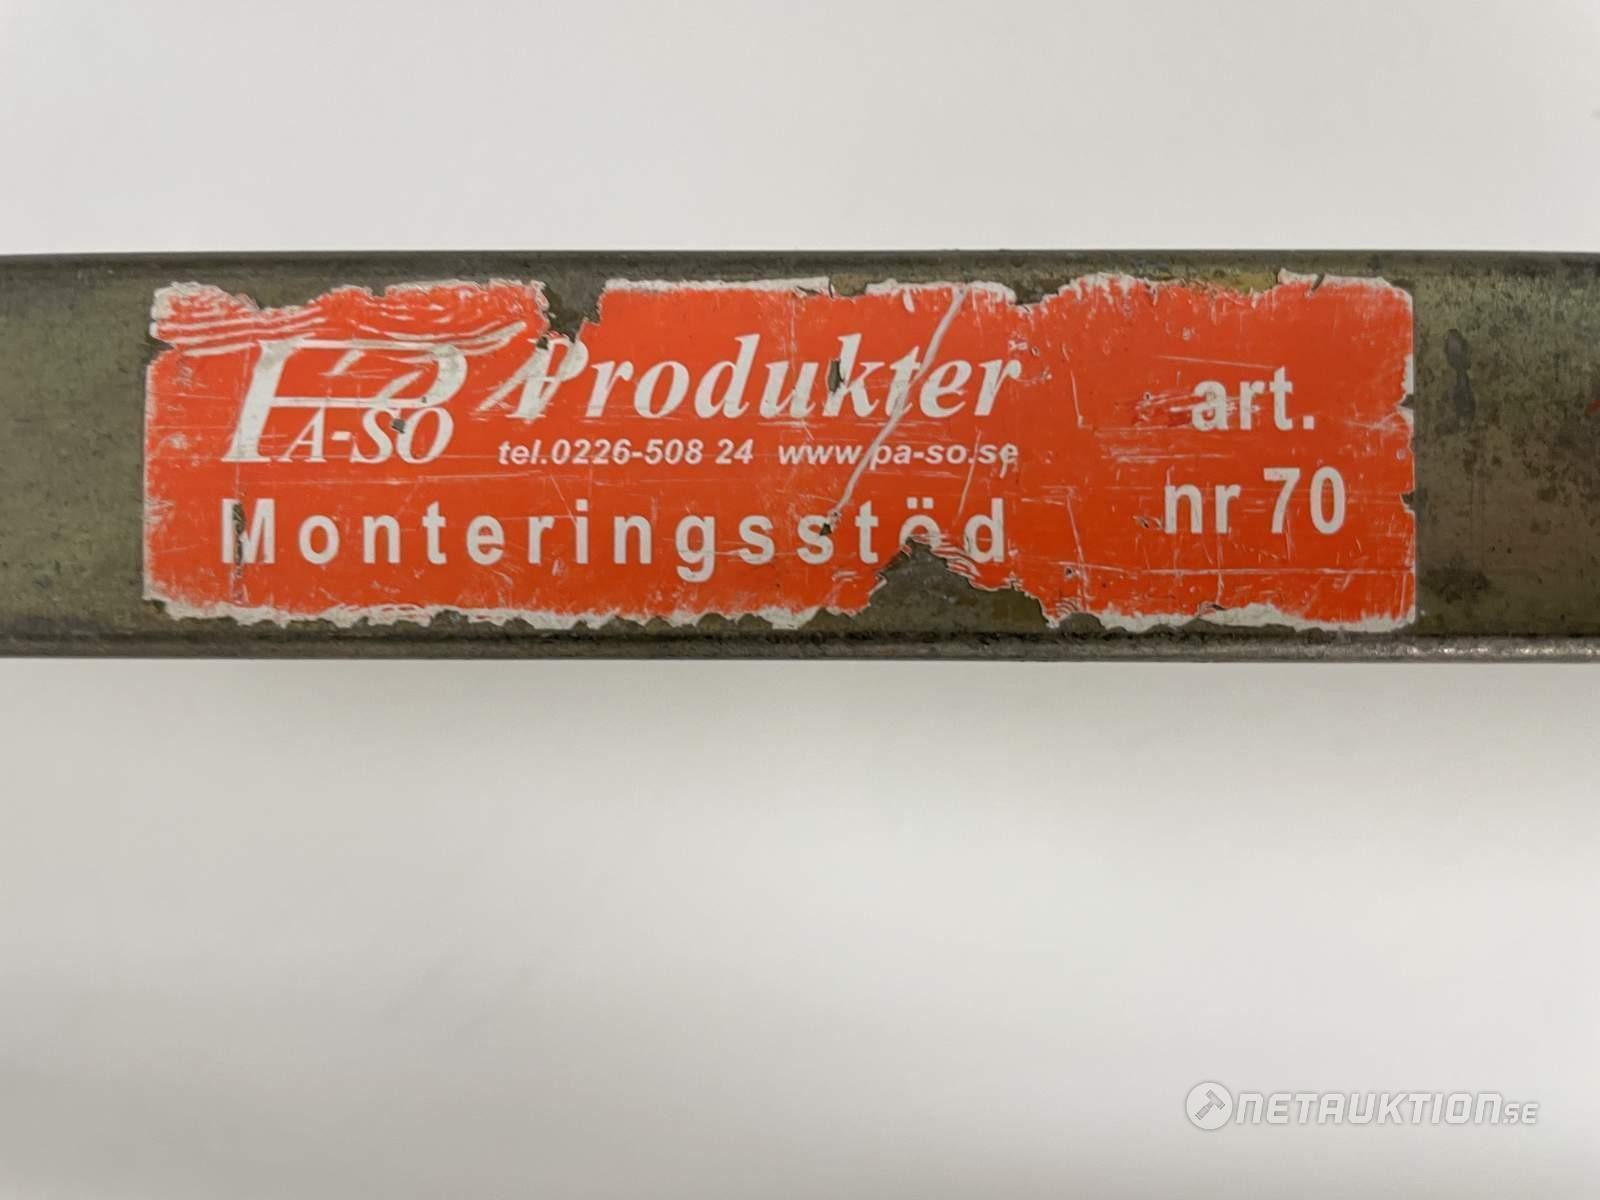 PA-SO Produkter
tel.0226-508 24 www.pa-so.se
Monteringsstöd
art.
nr 70
NETAUKTION.SE